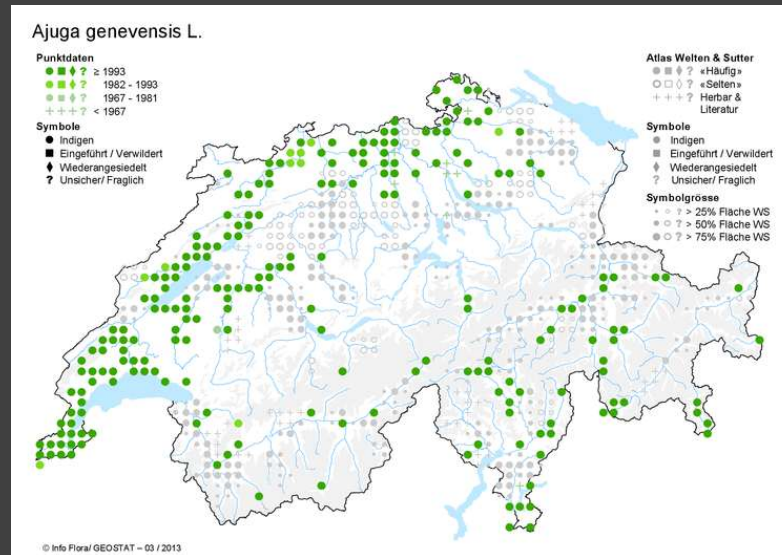 Ajuga genevensis L.
Punktdaten
? ≥ 1993
? 1982 - 1993
? 1967 - 1981
+ + + ? < 1967
Symbole
Indigen
Eingeführt / Verwildert
Wiederangesiedelt
? Unsicher/ Fraglich
Atlas Welten & Sutter
? «Häufig»
? «Selten»
+ + + Herbar &
Literatur
Symbole
Indigen
Eingeführt / Verwildert
Wiederangesiedelt
? Unsicher/ Fraglich
Symbolgrösse
? > 25% Fläche WS
? > 50% Fläche WS
? > 75% Fläche WS
© Info Flora/ GEOSTAT – 03 / 2013